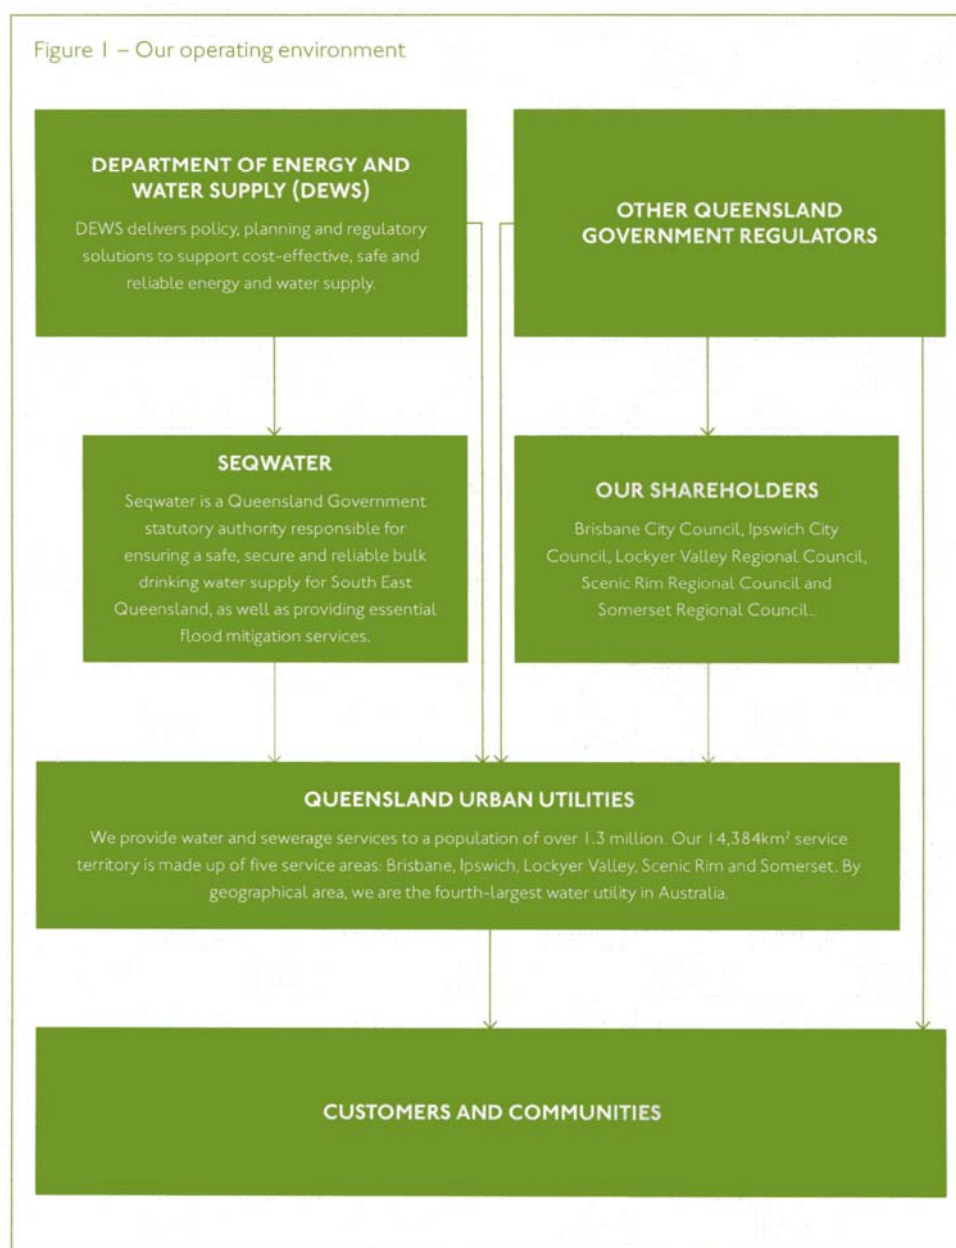 Figure 1 – Our operating environment
DEPARTMENT OF ENERGY AND
WATER SUPPLY (DEWS)
DEWS delivers policy, planning and regulatory
solutions to support cost-effective, safe and
reliable energy and water supply.
OTHER QUEENSLAND
GOVERNMENT REGULATORS
SEQWATER
Seqwater is a Queensland Government
statutory authority responsible for
ensuring a safe, secure and reliable bulk
drinking water supply for South East
Queensland, as well as providing essential
flood mitigation services.
OUR SHAREHOLDERS
Brisbane City Council, Ipswich City
Council, Lockyer Valley Regional Council,
Scenic Rim Regional Council and
Somerset Regional Council..
QUEENSLAND URBAN UTILITIES
We provide water and sewerage services to a population of over 1.3 million. Our 14,384km² service
territory is made up of five service areas: Brisbane, Ipswich, Lockyer Valley, Scenic Rim and Somerset. By
geographical area, we are the fourth-largest water utility in Australia.
CUSTOMERS AND COMMUNITIES